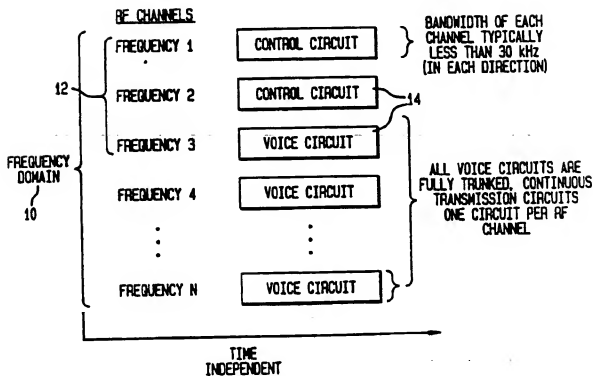 RF CHANNELS
FREQUENCY 1
CONTROL CIRCUIT
BANDWIDTH OF EACH
CHANNEL TYPICALLY
LESS THAN 30 kHz
(IN EACH DIRECTION)
12
FREQUENCY 2
CONTROL CIRCUIT
14
FREQUENCY 3
VOICE CIRCUIT
FREQUENCY
DOMAIN
10
FREQUENCY 4
VOICE CIRCUIT
ALL VOICE CIRCUITS ARE
FULLY TRUNKED, CONTINUOUS
TRANSMISSION CIRCUITS
ONE CIRCUIT PER RF
CHANNEL
FREQUENCY N
VOICE CIRCUIT
TIME
INDEPENDENT